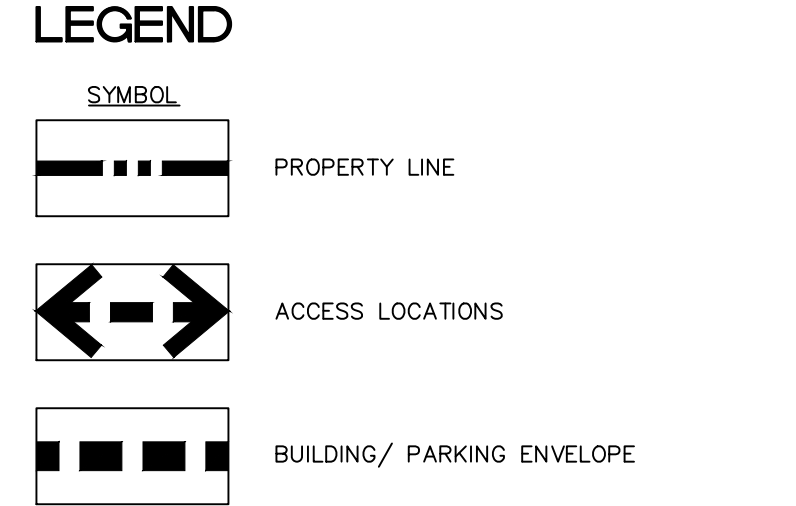 LEGEND
SYMBOL
PROPERTY LINE
ACCESS LOCATIONS
BUILDING/ PARKING ENVELOPE